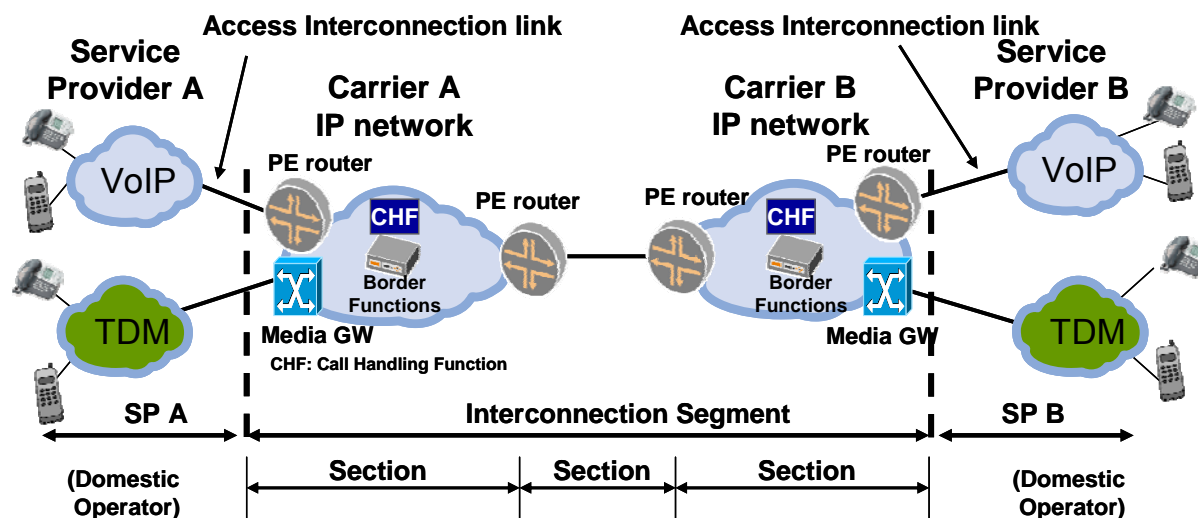 Access Interconnection link
Access Interconnection link
Service
Provider A
Carrier A
IP network
Carrier B
IP network
Service
Provider B
PE router
PE router
PE router
PE router
VoIP
CHF
CHF
VoIP
Border
Functions
Border
Functions
TDM
Media GW
Media GW
TDM
CHF: Call Handling Function
SP A
Interconnection Segment
SP B
(Domestic
Operator)
Section
Section
Section
(Domestic
Operator)